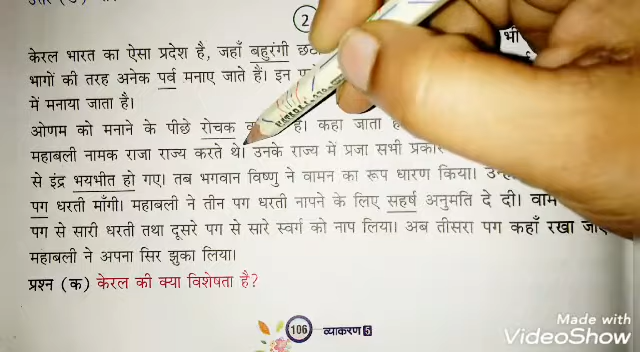 2
भी
केरल भारत का ऐसा प्रदेश है, जहाँ बहुरंगी
भागों की तरह अनेक पर्व मनाए जाते हैं। इन
में मनाया जाता है।
ओणम को मनाने के पीछे रोचक है। कहा जाता
महाबली नामक राजा राज्य करते थे। उनके राज्य में प्रजा सभी
से इंद्र भयभीत हो गए। तब भगवान विष्णु ने वामन का रूप धारण किया।
पग धरती माँगी। महाबली ने तीन पग धरती नापने के लिए सहर्ष अनुमति दे दी।
पग से सारी धरती तथा दूसरे पग से सारे स्वर्ग को नाप लिया। अब तीसरा पग कहाँ रखा
महाबली ने अपना सिर झुका लिया।
प्रश्न (क) केरल की क्या विशेषता है?
106 व्याकरण 5
Made with
VideoShow